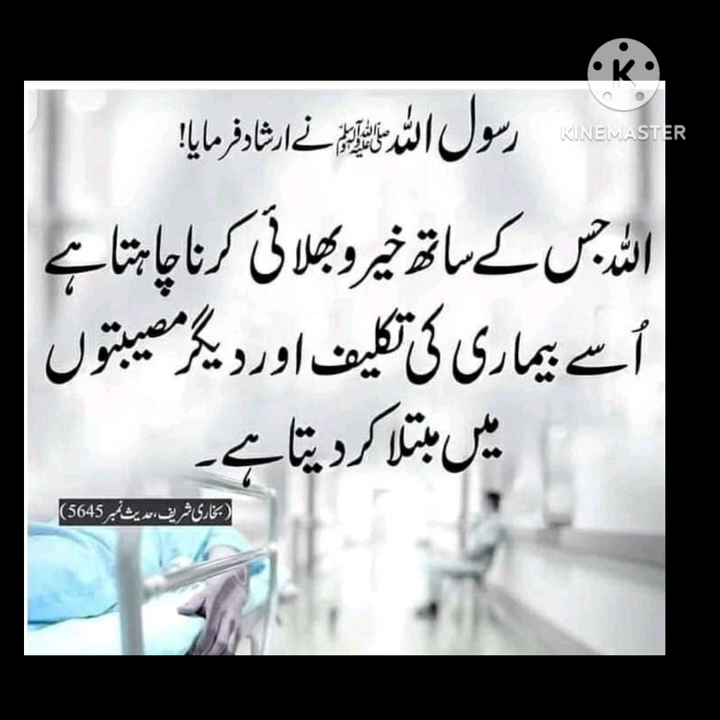 K
KINEMASTER
رسول اللہ ﷺ نے ارشاد فرمایا!
اللہ جس کے ساتھ خیر و بھلائی کرنا چاہتا ہے
اُسے بیماری کی تکلیف اور دیگر مصیبتوں
میں مبتلا کر دیتا ہے۔
(بخاری شریف، حدیث نمبر 5645)